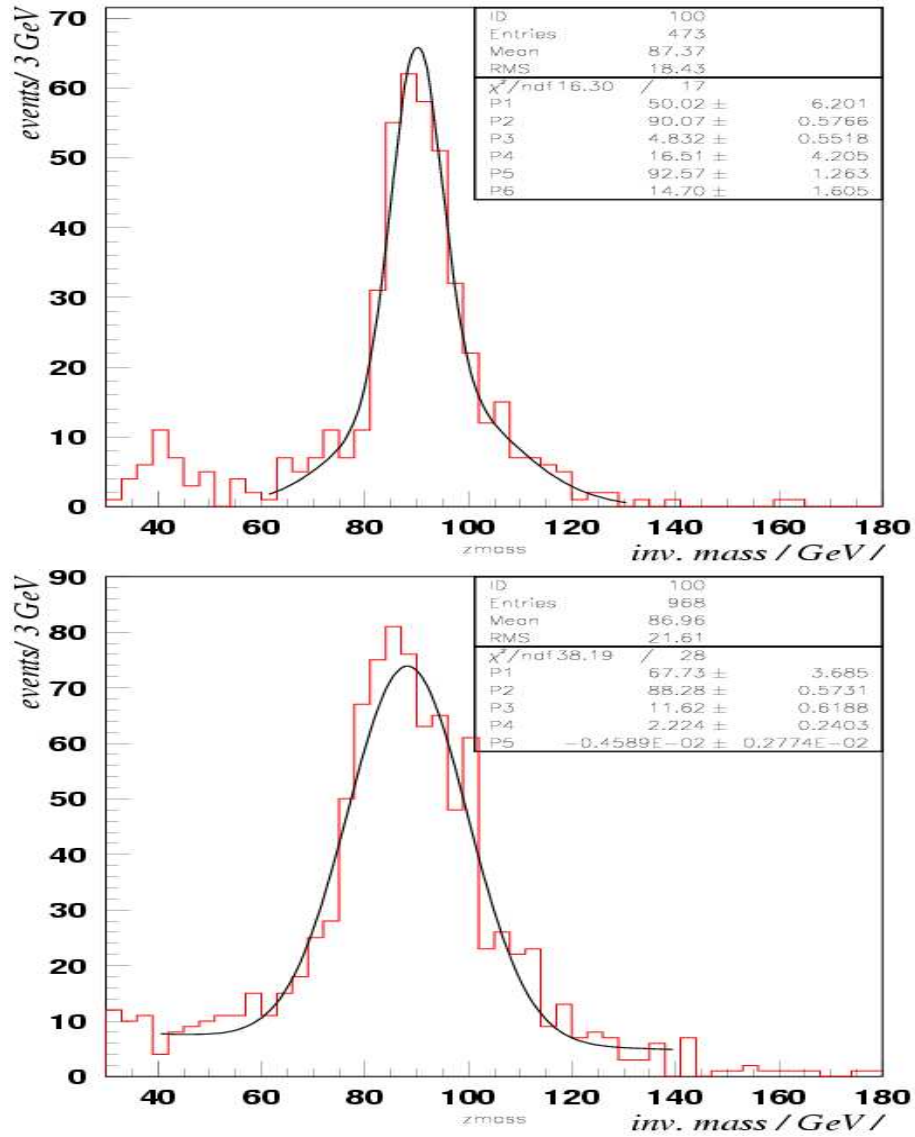 events/ 3 GeV
70
60
50
40
30
20
10
0
ID 100
Entries 473
Mean 87.37
RMS 18.43
χ²/ndf 16.30 / 17
P1 50.02 ± 6.201
P2 90.07 ± 0.5766
P3 4.832 ± 0.5518
P4 16.51 ± 4.205
P5 92.57 ± 1.263
P6 14.70 ± 1.605
40 60 80 100 120 140 160 180
zmass
inv. mass / GeV /
events/ 3 GeV
90
80
70
60
50
40
30
20
10
0
ID 100
Entries 968
Mean 86.96
RMS 21.61
χ²/ndf 38.19 / 28
P1 67.73 ± 3.685
P2 88.28 ± 0.5731
P3 11.62 ± 0.6188
P4 2.224 ± 0.2403
P5 -0.4589E-02 ± 0.2774E-02
40 60 80 100 120 140 160 180
zmass
inv. mass / GeV /